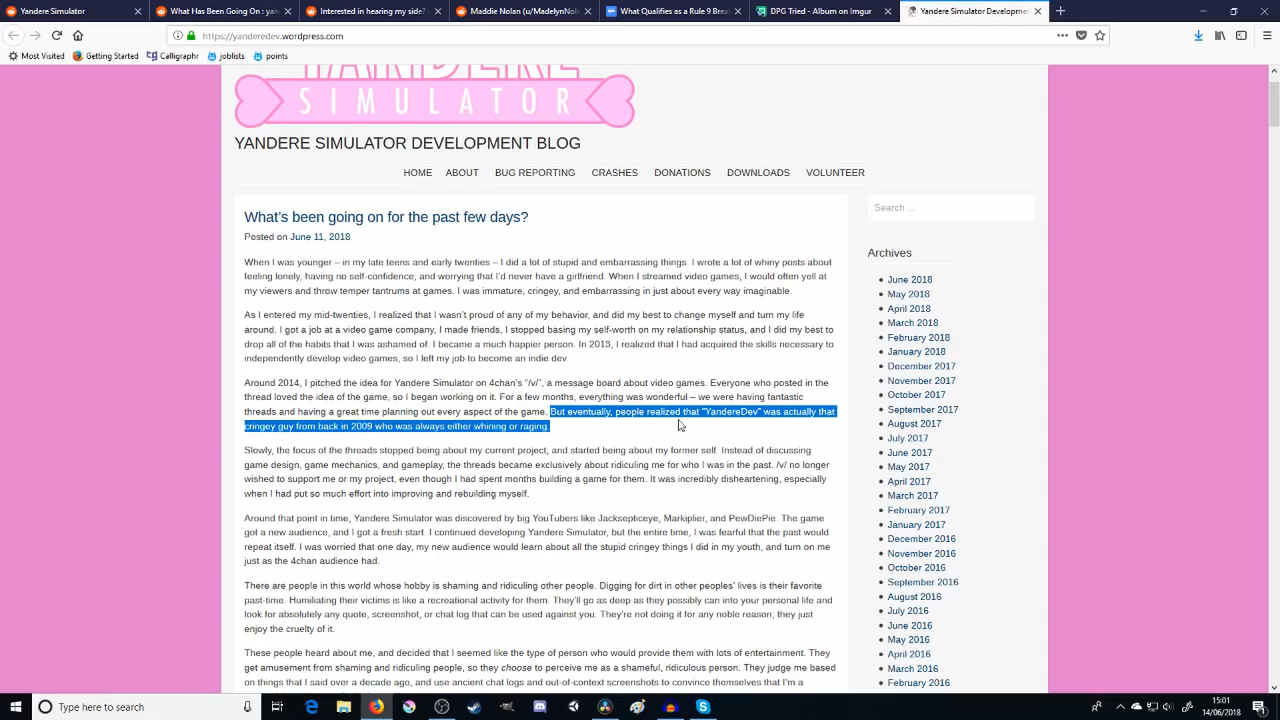 Yandere Simulator
What Has Been Going On : yan
Interested in hearing my side?
Maddie Nolan (u/MadelynNola
What Qualifies as a Rule 9 Brea
DPG Tried - Album on Imgur
Yandere Simulator Developmen
https://yanderedev.wordpress.com
Most Visited
Getting Started
Calligraphr
joblists
points
YANDERE
SIMULATOR
YANDERE SIMULATOR DEVELOPMENT BLOG
HOME ABOUT BUG REPORTING CRASHES DONATIONS DOWNLOADS VOLUNTEER
What's been going on for the past few days?
Posted on June 11, 2018
When I was younger – in my late teens and early twenties – I did a lot of stupid and embarrassing things. I wrote a lot of whiny posts about
feeling lonely, having no self-confidence, and worrying that I'd never have a girlfriend. When I streamed video games, I would often yell at
my viewers and throw temper tantrums at games. I was immature, cringey, and embarrassing in just about every way imaginable.
As I entered my mid-twenties, I realized that I wasn't proud of any of my behavior, and did my best to change myself and turn my life
around. I got a job at a video game company, I made friends, I stopped basing my self-worth on my relationship status, and I did my best to
drop all of the habits that I was ashamed of. I became a much happier person. In 2013, I realized that I had acquired the skills necessary to
independently develop video games, so I left my job to become an indie dev.
Around 2014, I pitched the idea for Yandere Simulator on 4chan's "/v/", a message board about video games. Everyone who posted in the
thread loved the idea of the game, so I began working on it. For a few months, everything was wonderful – we were having fantastic
threads and having a great time planning out every aspect of the game. But eventually, people realized that "YandereDev" was actually that
cringey guy from back in 2009 who was always either whining or raging.
Slowly, the focus of the threads stopped being about my current project, and started being about my former self. Instead of discussing
game design, game mechanics, and gameplay, the threads became exclusively about ridiculing me for who I was in the past. /v/ no longer
wished to support me or my project, even though I had spent months building a game for them. It was incredibly disheartening, especially
when I had put so much effort into improving and rebuilding myself.
Around that point in time, Yandere Simulator was discovered by big YouTubers like Jacksepticeye, Markiplier, and PewDiePie. The game
got a new audience, and I got a fresh start. I continued developing Yandere Simulator, but the entire time, I was fearful that the past would
repeat itself. I was worried that one day, my new audience would learn about all the stupid cringey things I did in my youth, and turn on me
just as the 4chan audience had.
There are people in this world whose hobby is shaming and ridiculing other people. Digging for dirt in other peoples' lives is their favorite
past-time. Humiliating their victims is like a recreational activity for them. They'll go as deep as they possibly can into your personal life and
look for absolutely any quote, screenshot, or chat log that can be used against you. They're not doing it for any noble reason; they just
enjoy the cruelty of it.
These people heard about me, and decided that I seemed like the type of person who would provide them with lots of entertainment. They
get amusement from shaming and ridiculing people, so they choose to perceive me as a shameful, ridiculous person. They judge me based
on things that I said over a decade ago, and use ancient chat logs and out-of-context screenshots to convince themselves that I'm a
Search ...
Archives
June 2018
May 2018
April 2018
March 2018
February 2018
January 2018
December 2017
November 2017
October 2017
September 2017
August 2017
July 2017
June 2017
May 2017
April 2017
March 2017
February 2017
January 2017
December 2016
November 2016
October 2016
September 2016
August 2016
July 2016
June 2016
May 2016
April 2016
March 2016
February 2016
Type here to search
15:01
14/06/2018